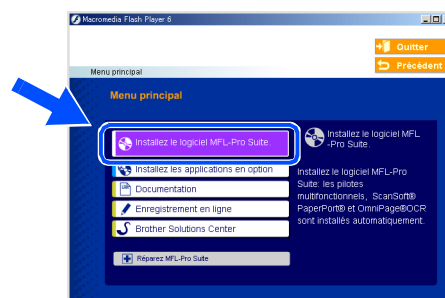 Macromedia Flash Player 6
Quitter
Précédent
Menu principal
Menu principal
Installez le logiciel MFL-Pro Suite.
Installez les applications en option
Documentation
Enregistrement en ligne
Brother Solutions Center
Réparez MFL-Pro Suite
Installez le logiciel MFL
-Pro Suite.
Installez le logiciel MFL-Pro
Suite: les pilotes
multifonctionnels, ScanSoft®
PaperPort® et OmniPage®OCR
sont installés automatiquement.